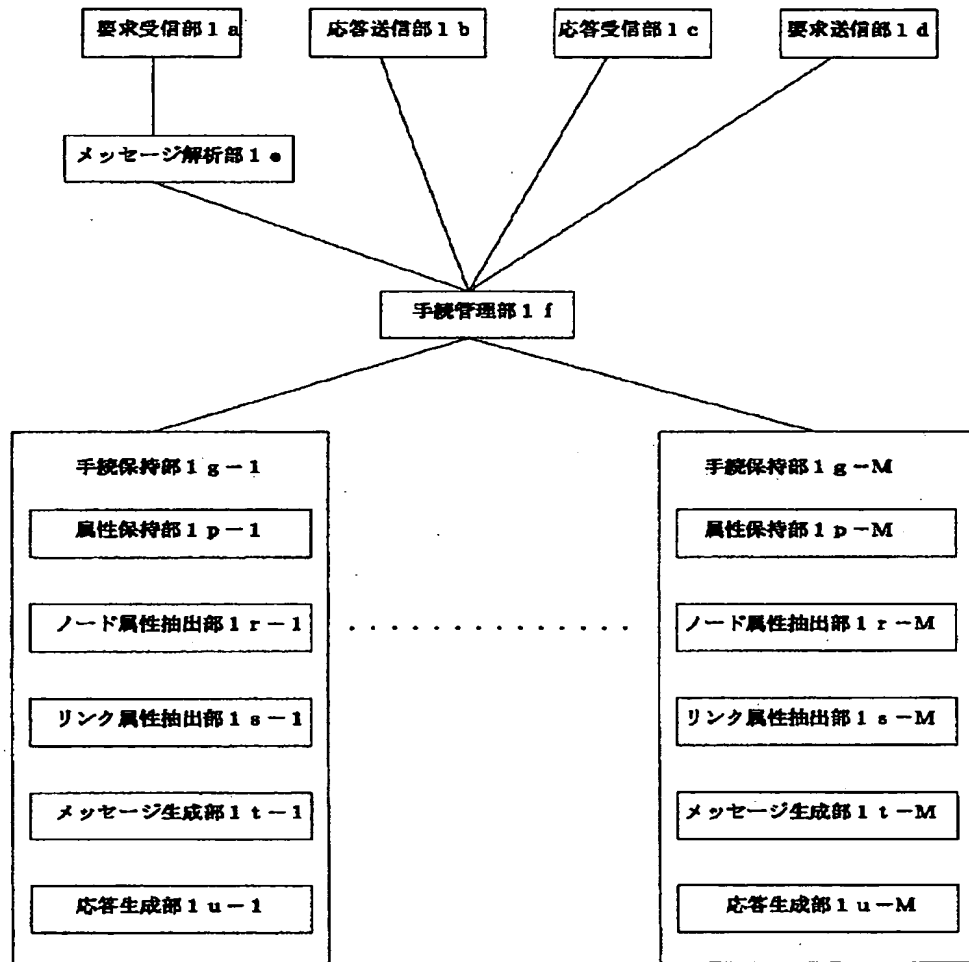 要求受信部1a
応答送信部1b
応答受信部1c
要求送信部1d
メッセージ解析部1e
手続管理部1f
手続保持部1g－1
属性保持部1p－1
ノード属性抽出部1r－1
リンク属性抽出部1s－1
メッセージ生成部1t－1
応答生成部1u－1
..............
手続保持部1g－M
属性保持部1p－M
ノード属性抽出部1r－M
リンク属性抽出部1s－M
メッセージ生成部1t－M
応答生成部1u－M